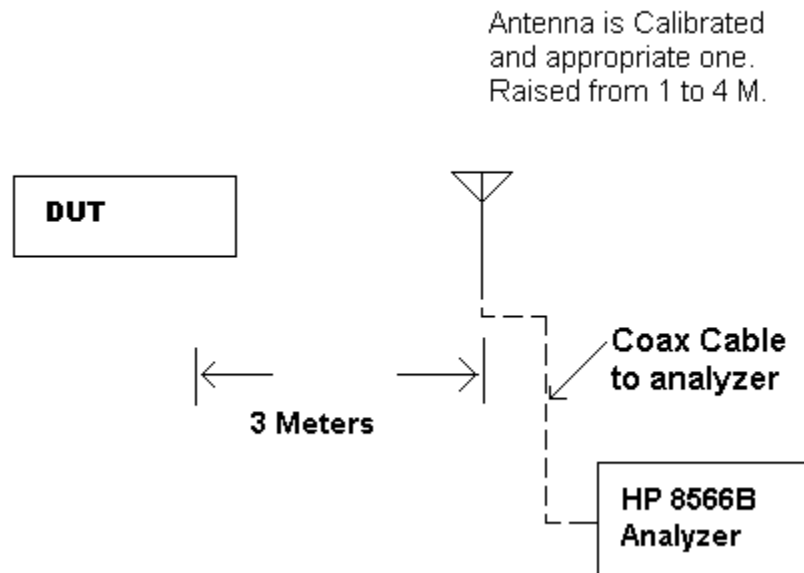 Antenna is Calibrated
and appropriate one.
Raised from 1 to 4 M.
DUT
Coax Cable
to analyzer
3 Meters
HP 8566B
Analyzer